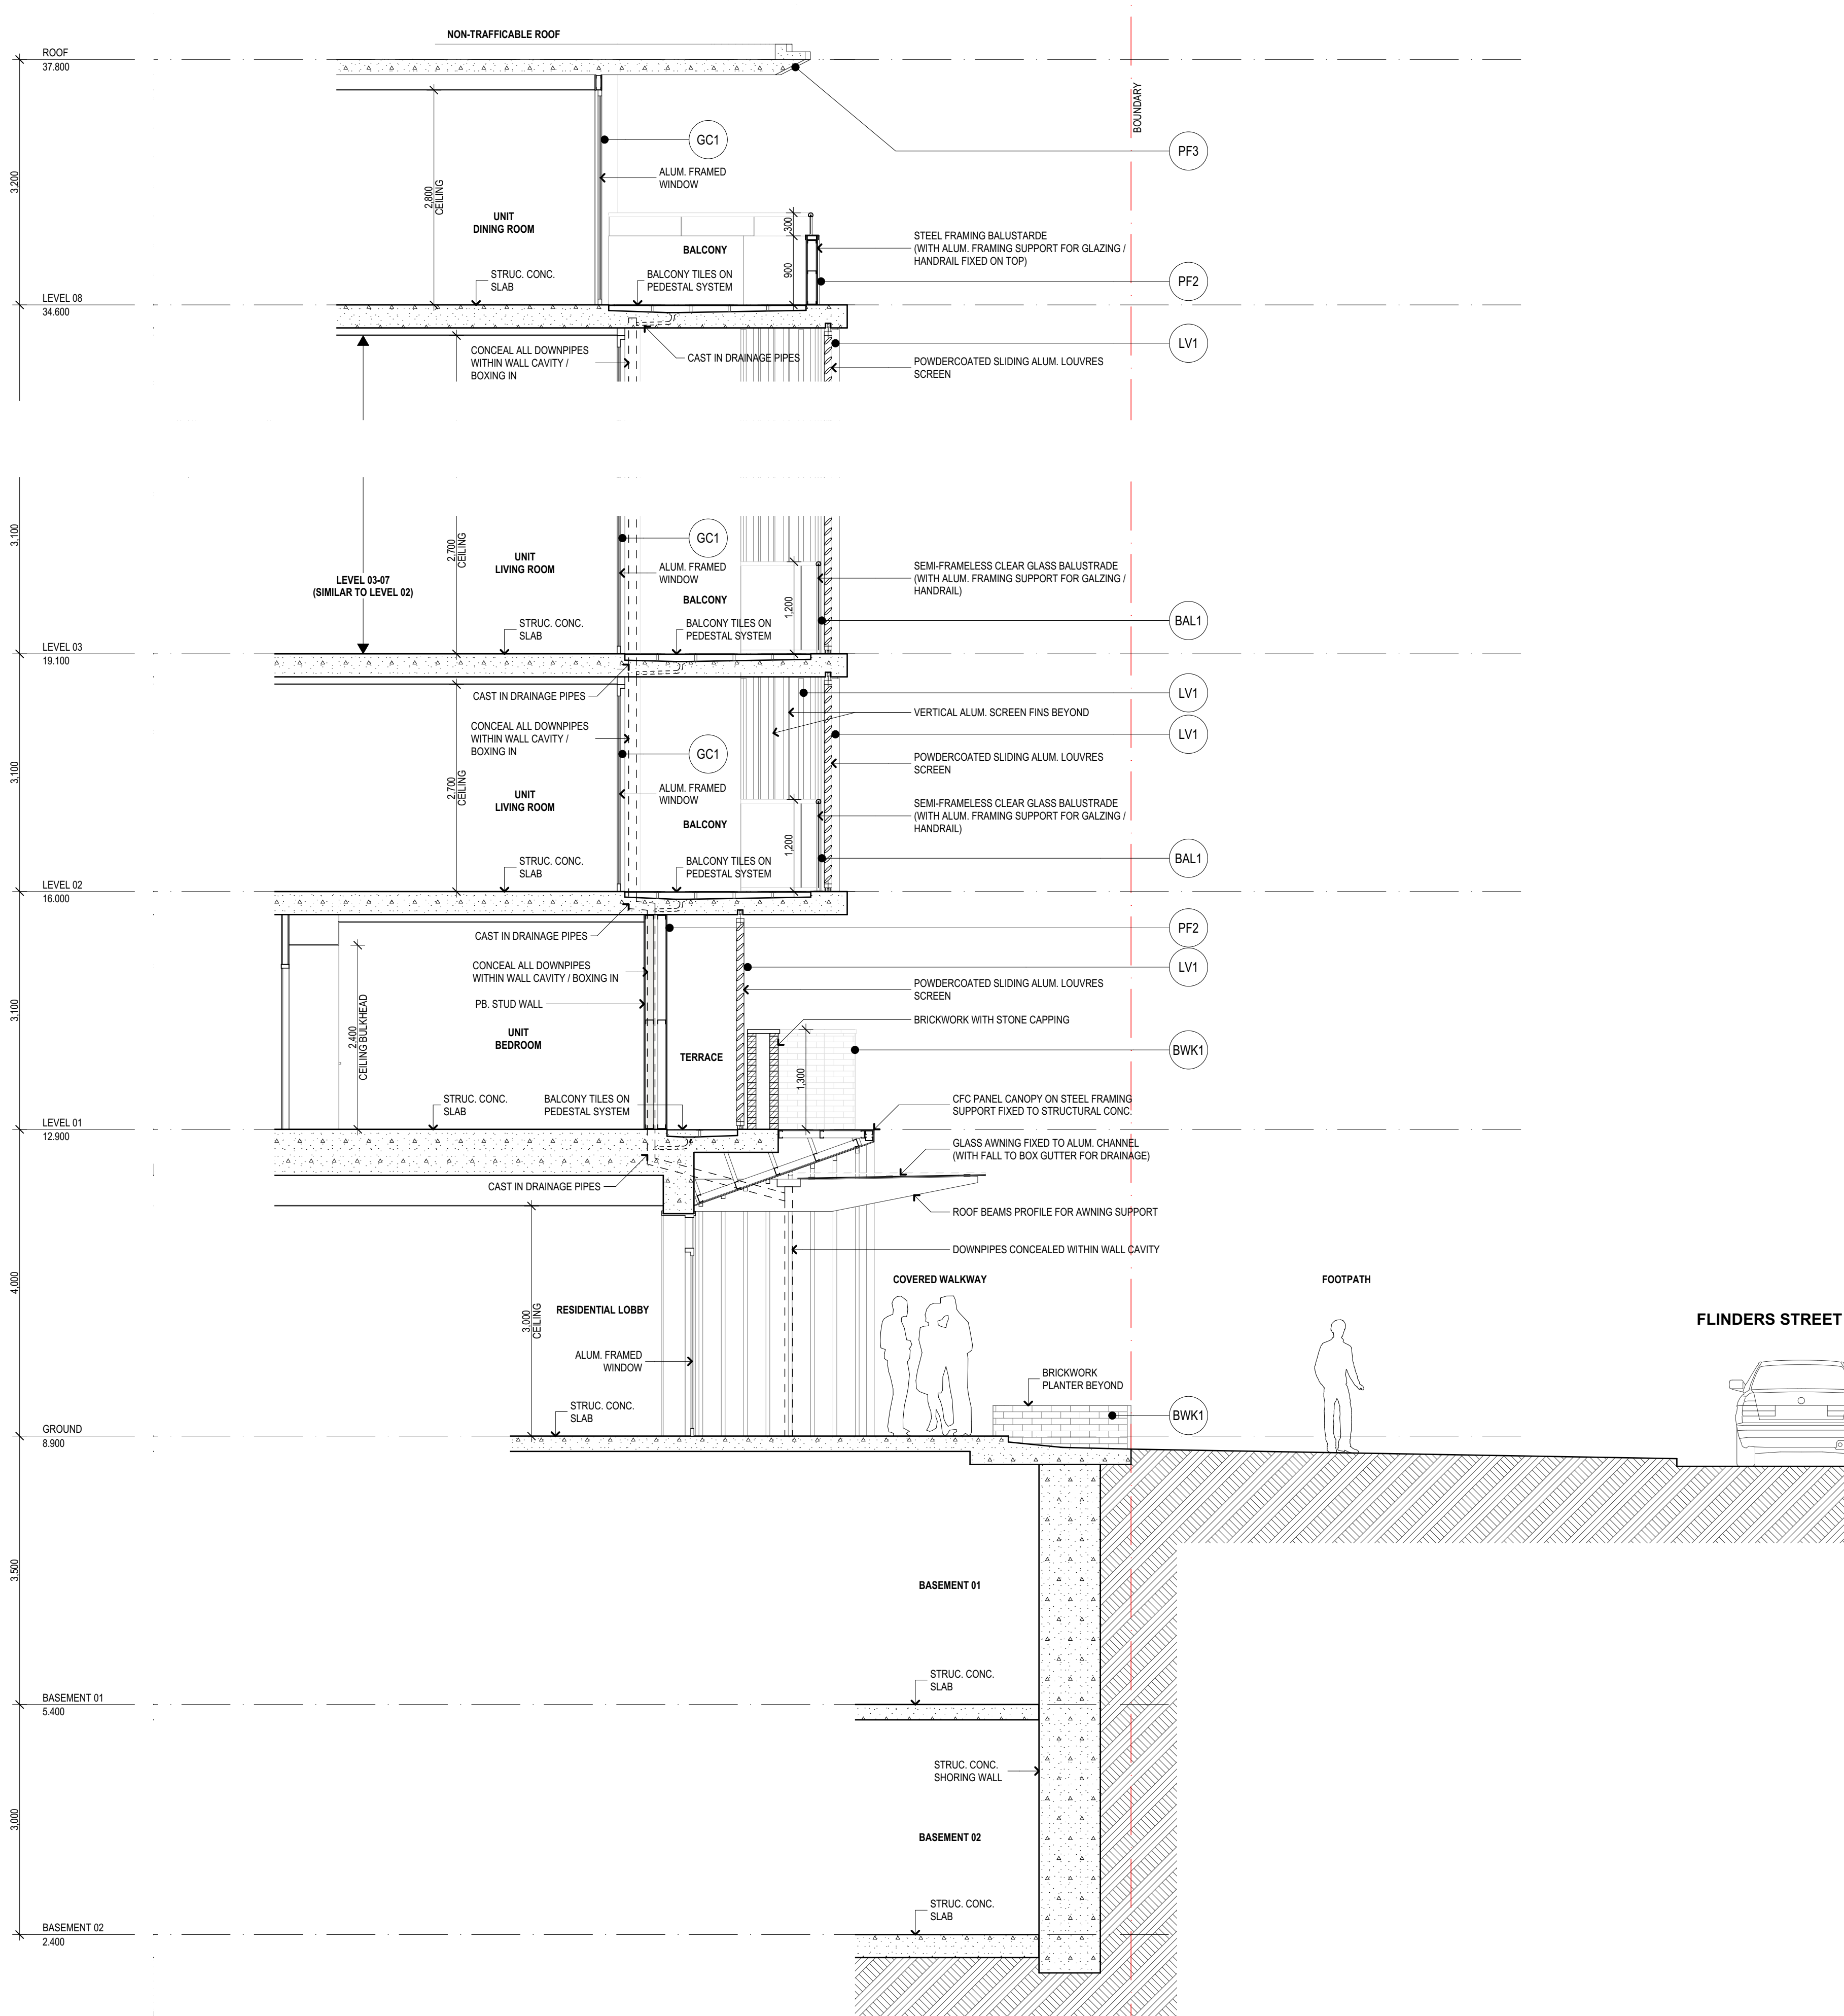 NON-TRAFFICABLE ROOF
ROOF
37.800
BOUNDARY
GC1
PF3
3,200
2,800
CEILING
ALUM. FRAMED
WINDOW
UNIT
DINING ROOM
300
BALCONY
900
STEEL FRAMING BALUSTARDE
(WITH ALUM. FRAMING SUPPORT FOR GLAZING /
HANDRAIL FIXED ON TOP)
STRUC. CONC.
SLAB
BALCONY TILES ON
PEDESTAL SYSTEM
PF2
LEVEL 08
34.600
LV1
CONCEAL ALL DOWNPIPES
WITHIN WALL CAVITY /
BOXING IN
CAST IN DRAINAGE PIPES
POWDERCOATED SLIDING ALUM. LOUVRES
SCREEN
3,100
2,700
CEILING
GC1
UNIT
LIVING ROOM
ALUM. FRAMED
WINDOW
SEMI-FRAMELESS CLEAR GLASS BALUSTRADE
(WITH ALUM. FRAMING SUPPORT FOR GALZING /
HANDRAIL)
LEVEL 03-07
(SIMILAR TO LEVEL 02)
BALCONY
1,200
BAL1
STRUC. CONC.
SLAB
BALCONY TILES ON
PEDESTAL SYSTEM
LEVEL 03
19.100
CAST IN DRAINAGE PIPES
LV1
VERTICAL ALUM. SCREEN FINS BEYOND
CONCEAL ALL DOWNPIPES
WITHIN WALL CAVITY /
BOXING IN
LV1
GC1
POWDERCOATED SLIDING ALUM. LOUVRES
SCREEN
3,100
2,700
CEILING
UNIT
LIVING ROOM
ALUM. FRAMED
WINDOW
SEMI-FRAMELESS CLEAR GLASS BALUSTRADE
(WITH ALUM. FRAMING SUPPORT FOR GALZING /
HANDRAIL)
BALCONY
1,200
BAL1
STRUC. CONC.
SLAB
BALCONY TILES ON
PEDESTAL SYSTEM
LEVEL 02
16.000
CAST IN DRAINAGE PIPES
PF2
CONCEAL ALL DOWNPIPES
WITHIN WALL CAVITY / BOXING IN
LV1
POWDERCOATED SLIDING ALUM. LOUVRES
SCREEN
PB. STUD WALL
BRICKWORK WITH STONE CAPPING
3,100
2,400
CEILING BULKHEAD
UNIT
BEDROOM
TERRACE
BWK1
1,300
STRUC. CONC.
SLAB
BALCONY TILES ON
PEDESTAL SYSTEM
CFC PANEL CANOPY ON STEEL FRAMING
SUPPORT FIXED TO STRUCTURAL CONC.
LEVEL 01
12.900
GLASS AWNING FIXED TO ALUM. CHANNEL
(WITH FALL TO BOX GUTTER FOR DRAINAGE)
CAST IN DRAINAGE PIPES
ROOF BEAMS PROFILE FOR AWNING SUPPORT
DOWNPIPES CONCEALED WITHIN WALL CAVITY
4,000
3,000
CEILING
COVERED WALKWAY
FOOTPATH
RESIDENTIAL LOBBY
FLINDERS STREET
ALUM. FRAMED
WINDOW
BRICKWORK
PLANTER BEYOND
STRUC. CONC.
SLAB
BWK1
GROUND
8.900
3,500
BASEMENT 01
STRUC. CONC.
SLAB
BASEMENT 01
5.400
STRUC. CONC.
SHORING WALL
3,000
BASEMENT 02
STRUC. CONC.
SLAB
BASEMENT 02
2.400